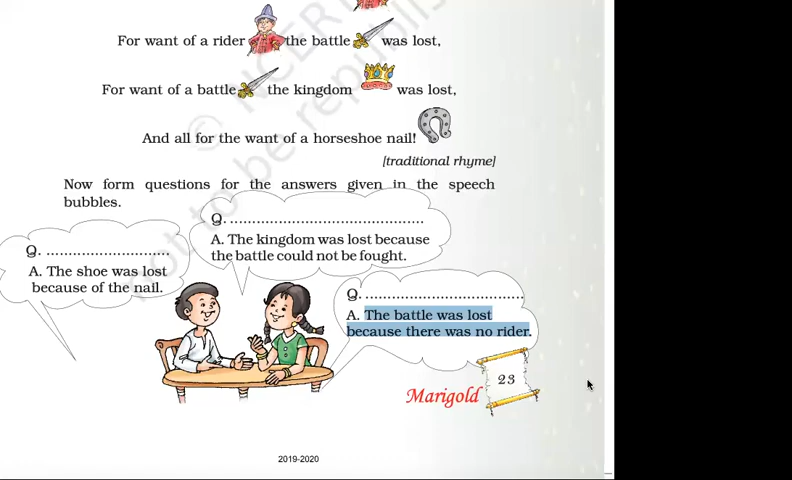 For want of a rider the battle was lost,
For want of a battle the kingdom was lost,
And all for the want of a horseshoe nail!
[traditional rhyme]
Now form questions for the answers given in the speech
bubbles.
Q. ..........................................
A. The kingdom was lost because
the battle could not be fought.
Q. ...........................
A. The shoe was lost
because of the nail.
Q. ...................................
A. The battle was lost
because there was no rider.
Marigold
23
2019-2020